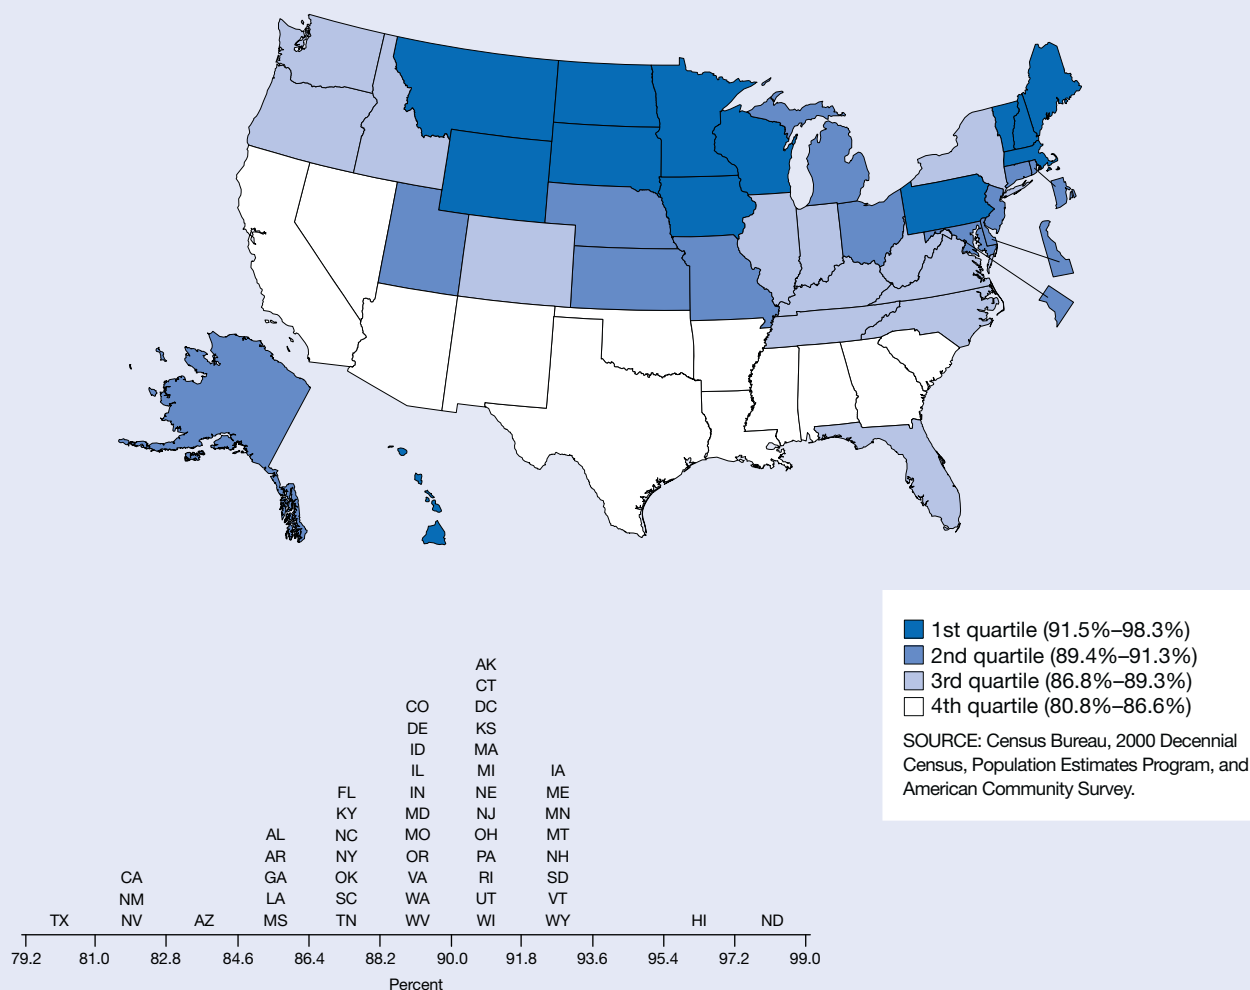 1st quartile (91.5%–98.3%)
2nd quartile (89.4%–91.3%)
3rd quartile (86.8%–89.3%)
4th quartile (80.8%–86.6%)
SOURCE: Census Bureau, 2000 Decennial
Census, Population Estimates Program, and
American Community Survey.
AK
CT
CO DC
DE KS
ID MA
IL MI IA
FL IN NE ME
KY MD NJ MN
AL NC MO OH MT
AR NY OR PA NH
CA GA OK VA RI SD
NM LA SC WA UT VT
TX NV AZ MS TN WV WI WY HI ND
79.2 81.0 82.8 84.6 86.4 88.2 90.0 91.8 93.6 95.4 97.2 99.0
Percent